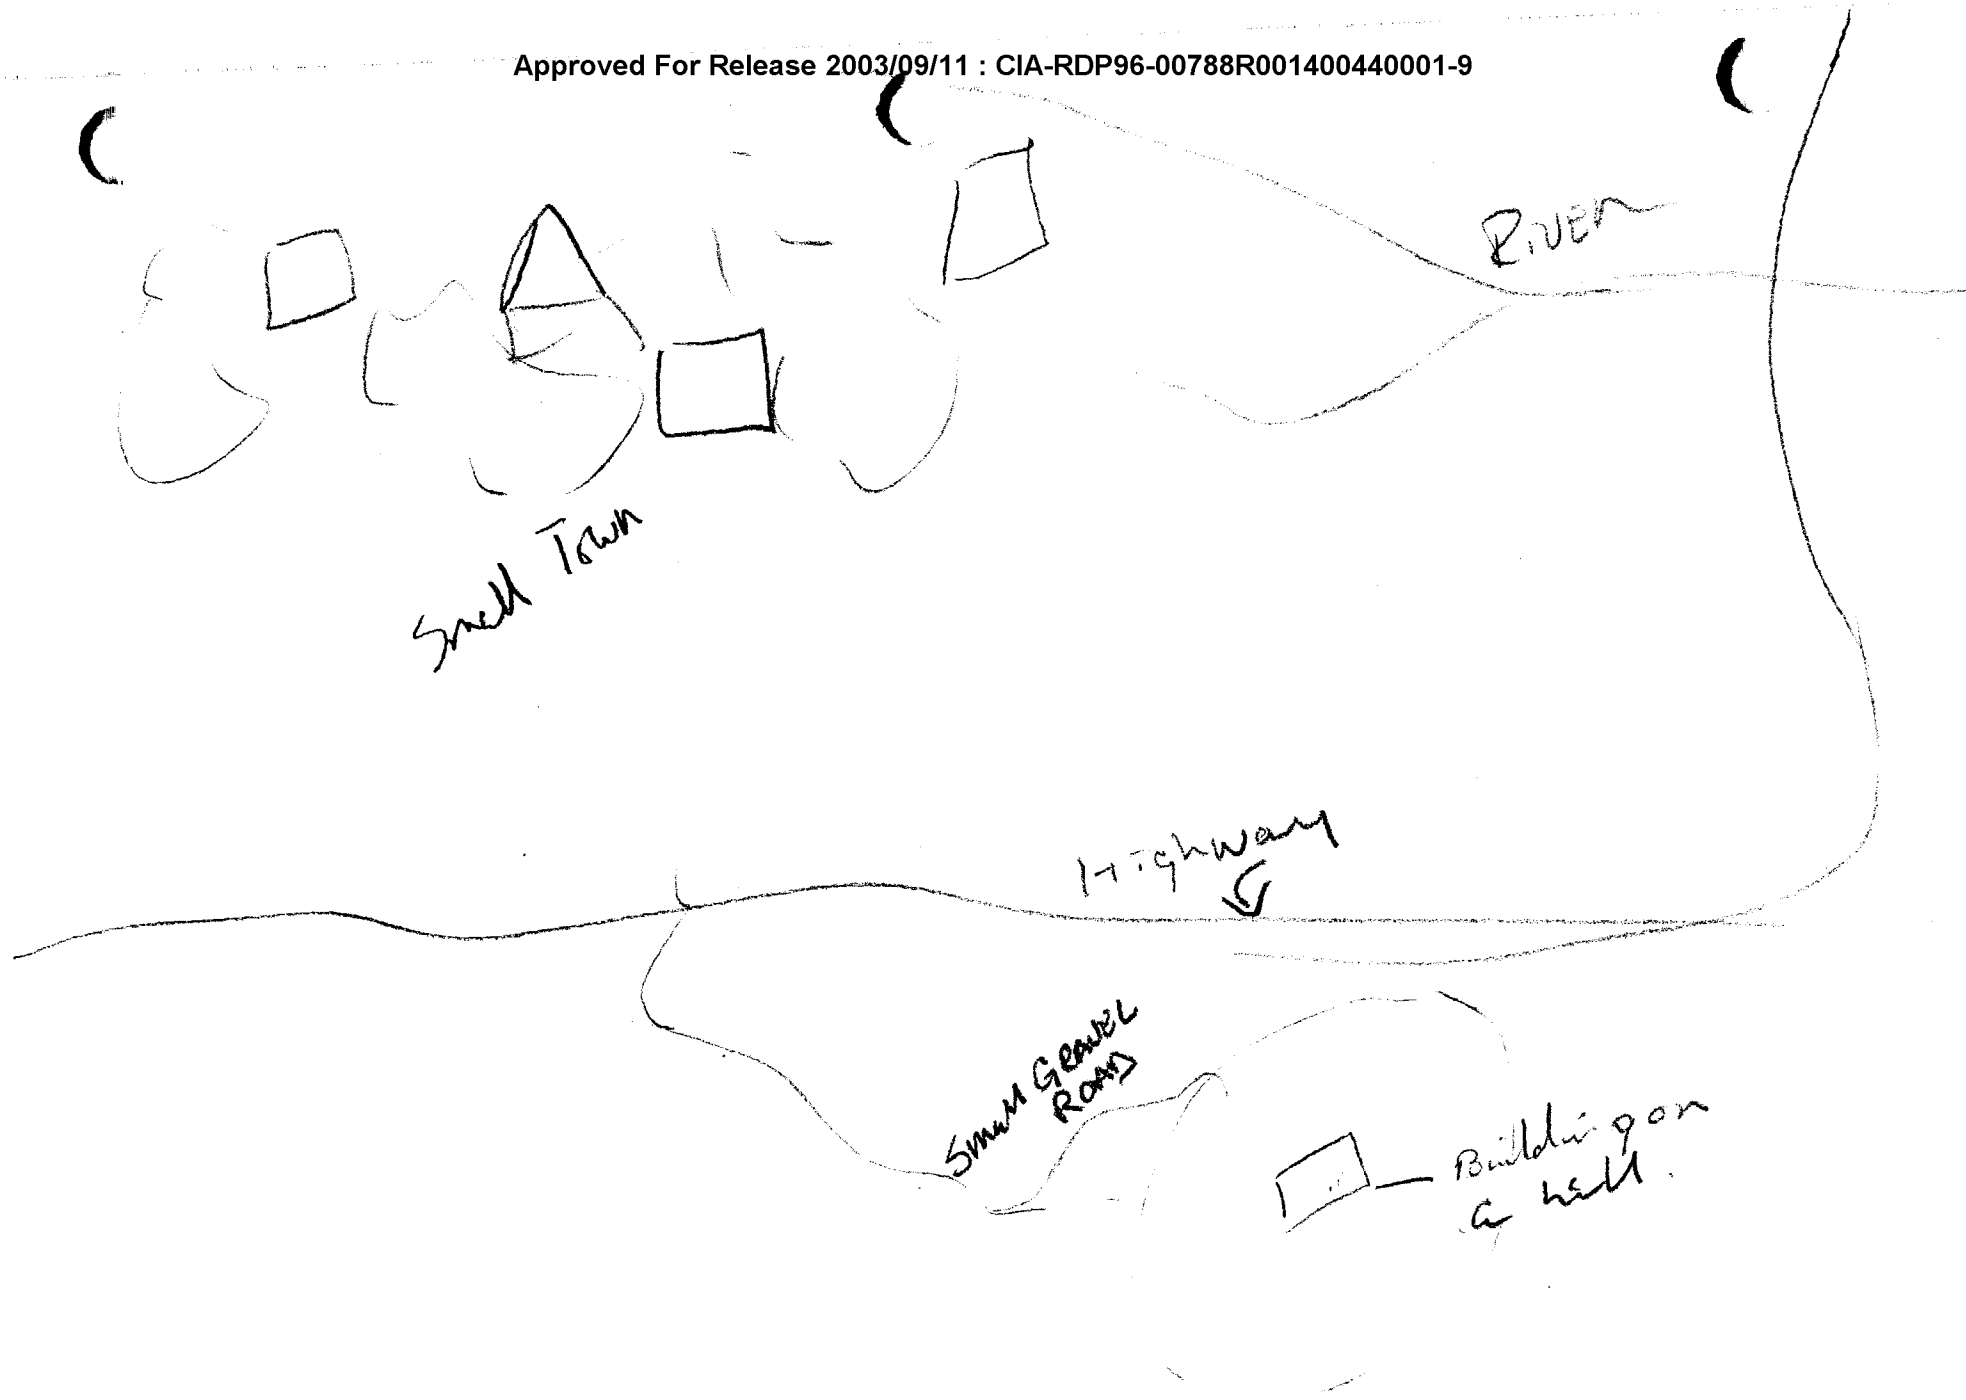 Approved For Release 2003/09/11 : CIA-RDP96-00788R001400440001-9
RiVER
Small Town
Highway
Small GRAVEL
ROAD
Building on
a hill.